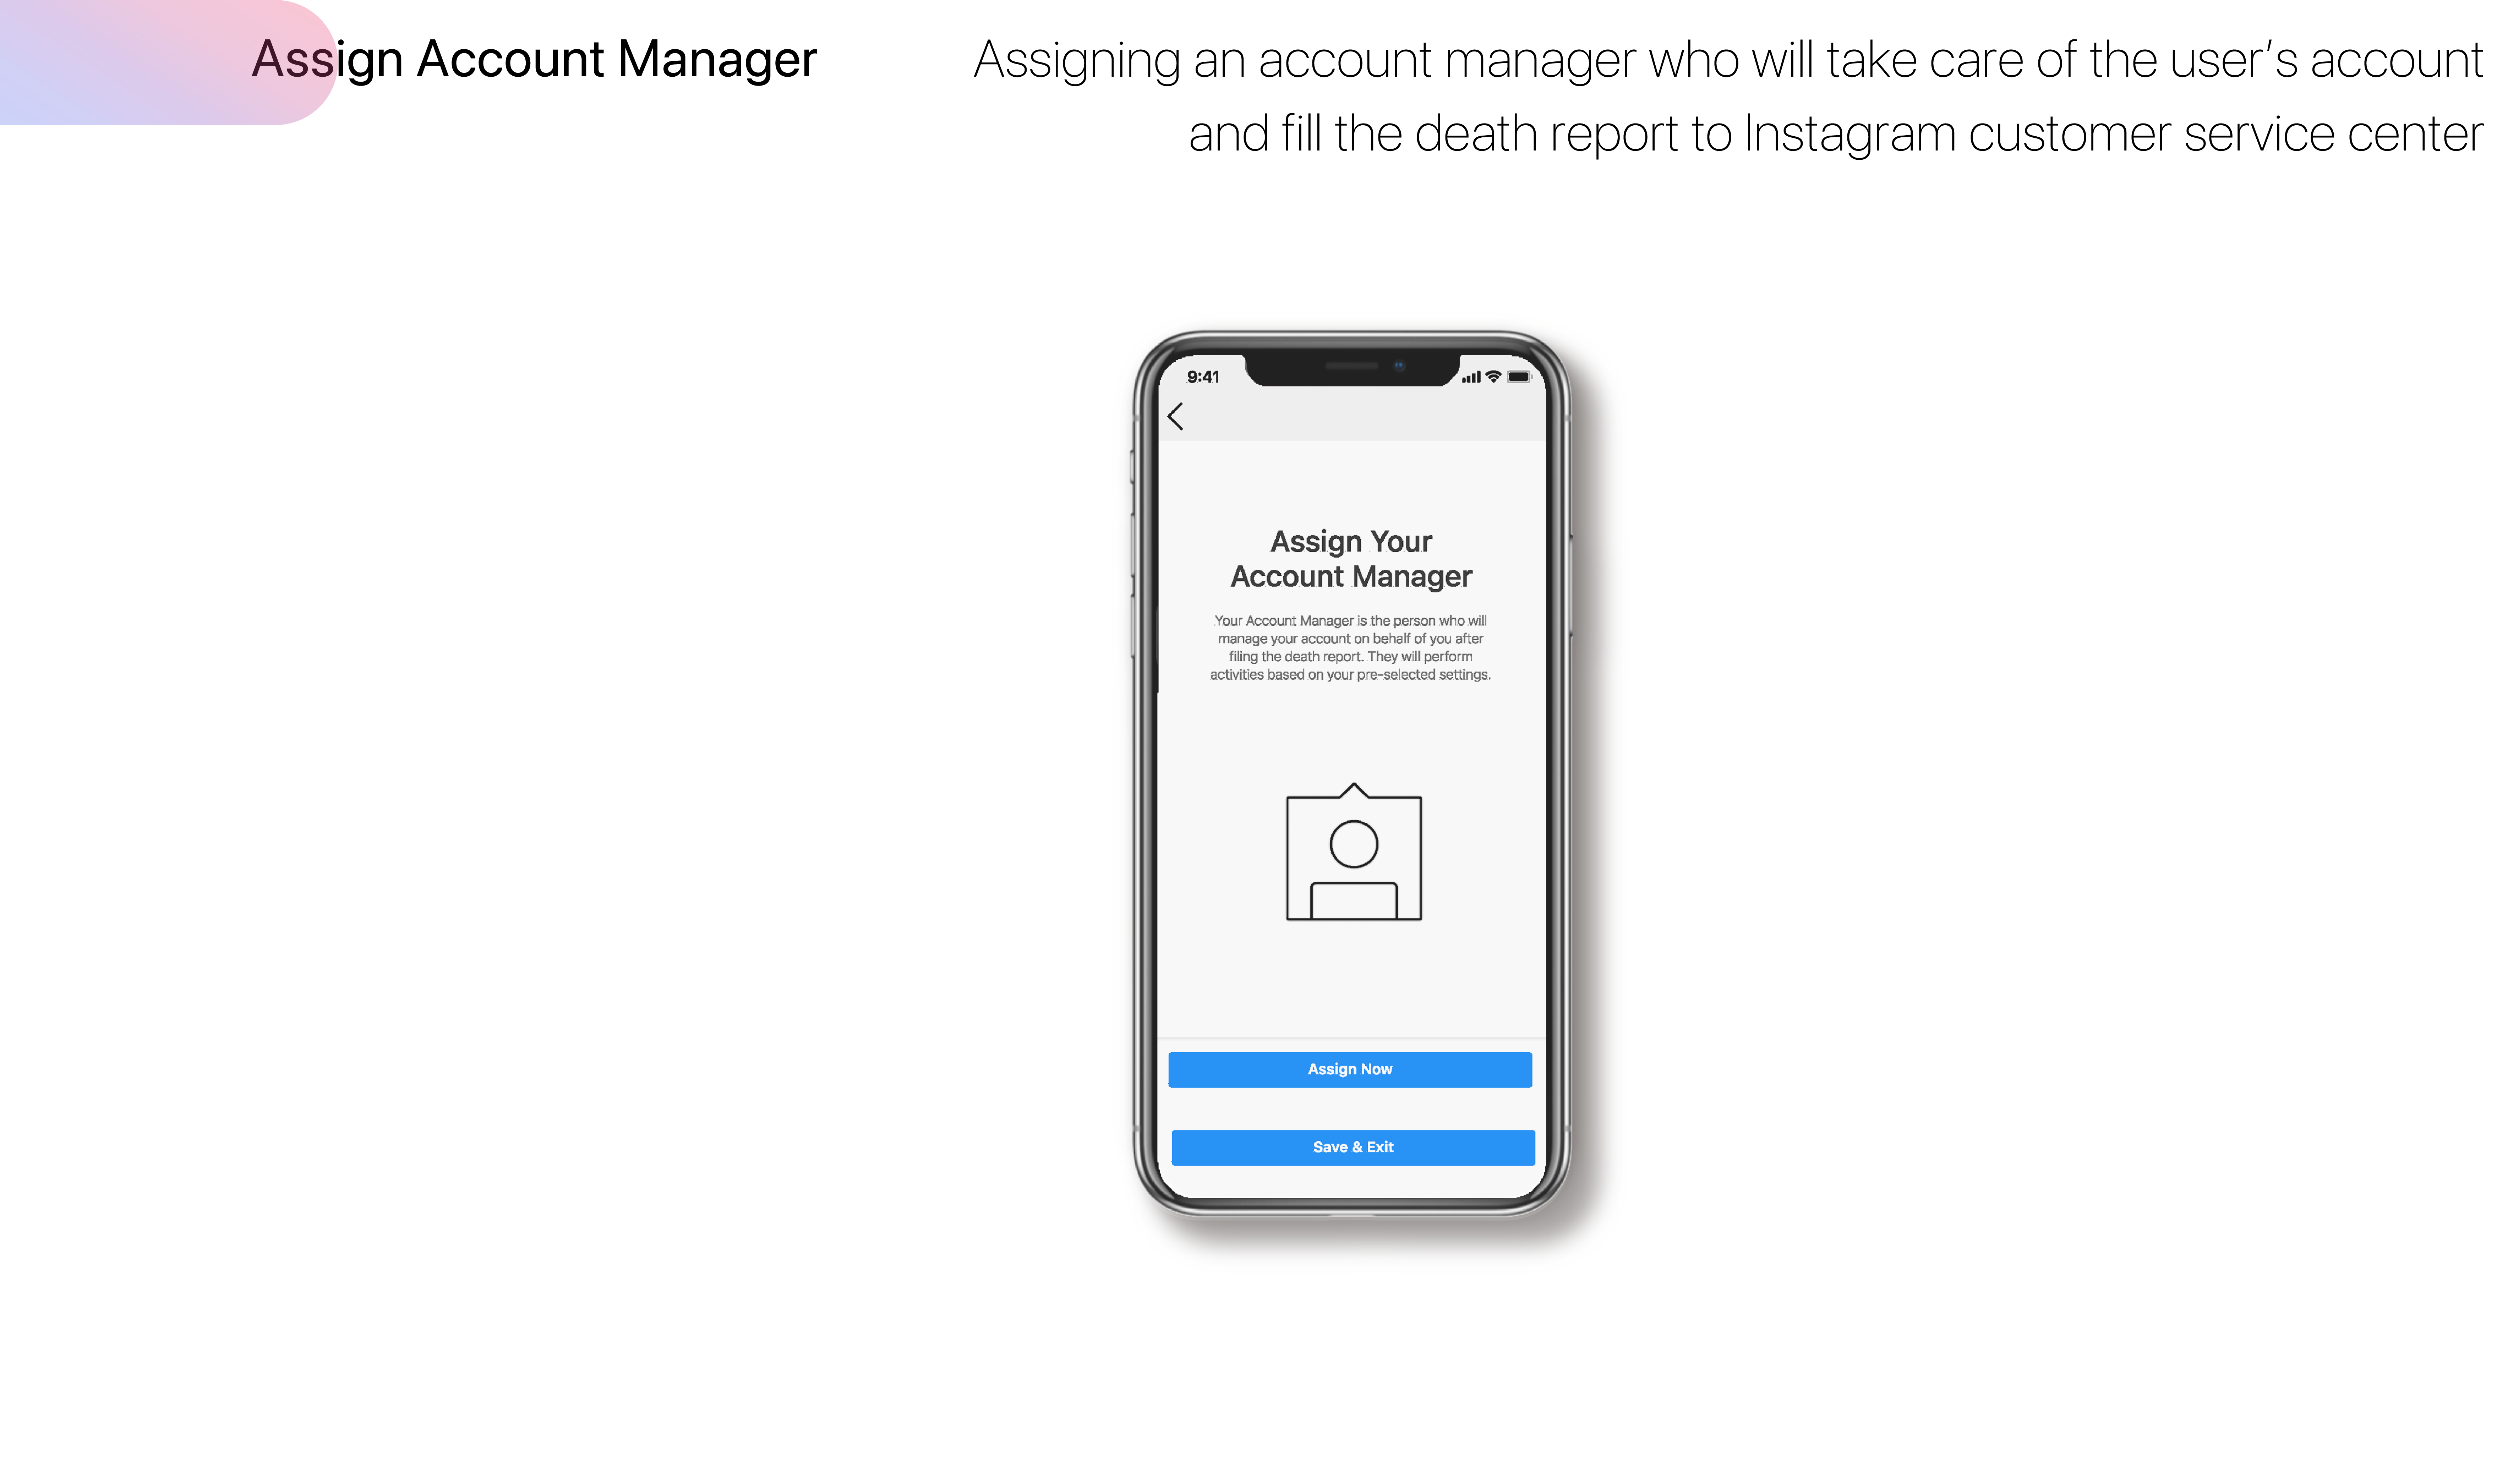 Assign Account Manager
Assigning an account manager who will take care of the user's account
and fill the death report to Instagram customer service center
9:41
Assign Your
Account Manager
Your Account Manager is the person who will
manage your account on behalf of you after
filing the death report. They will perform
activities based on your pre-selected settings.
Assign Now
Save & Exit